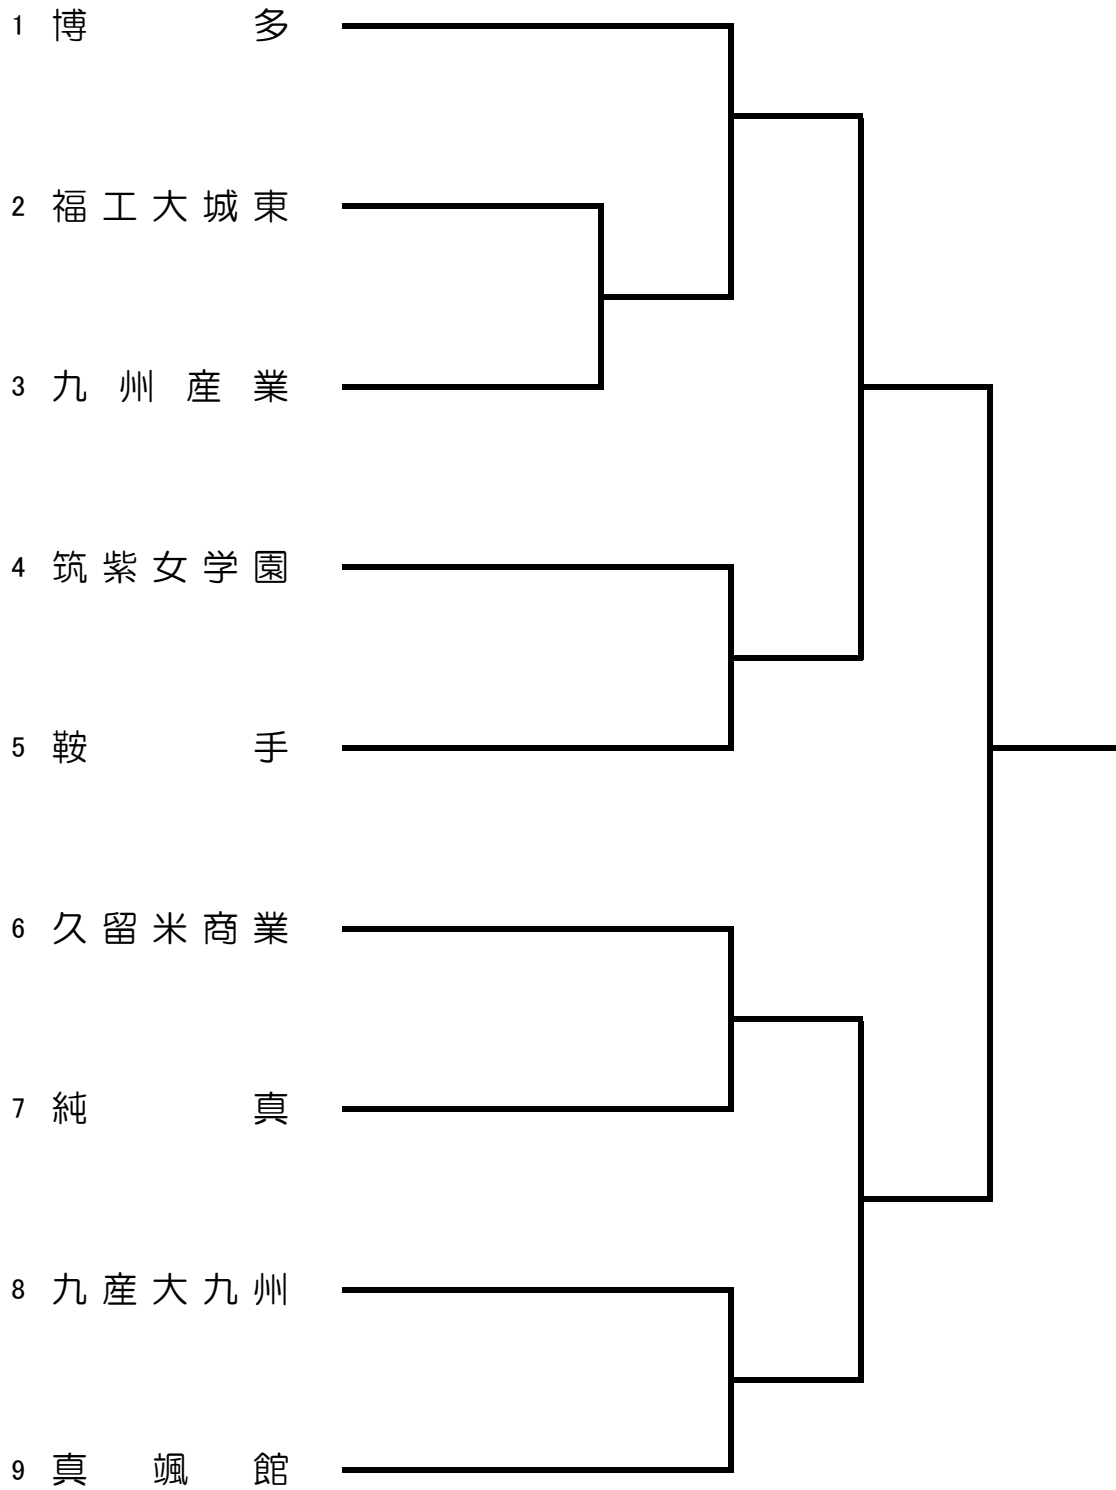 1 博多
2 福工大城東
3 九州産業
4 筑紫女学園
5 鞍手
6 久留米商業
7 純真
8 九産大九州
9 真颯館